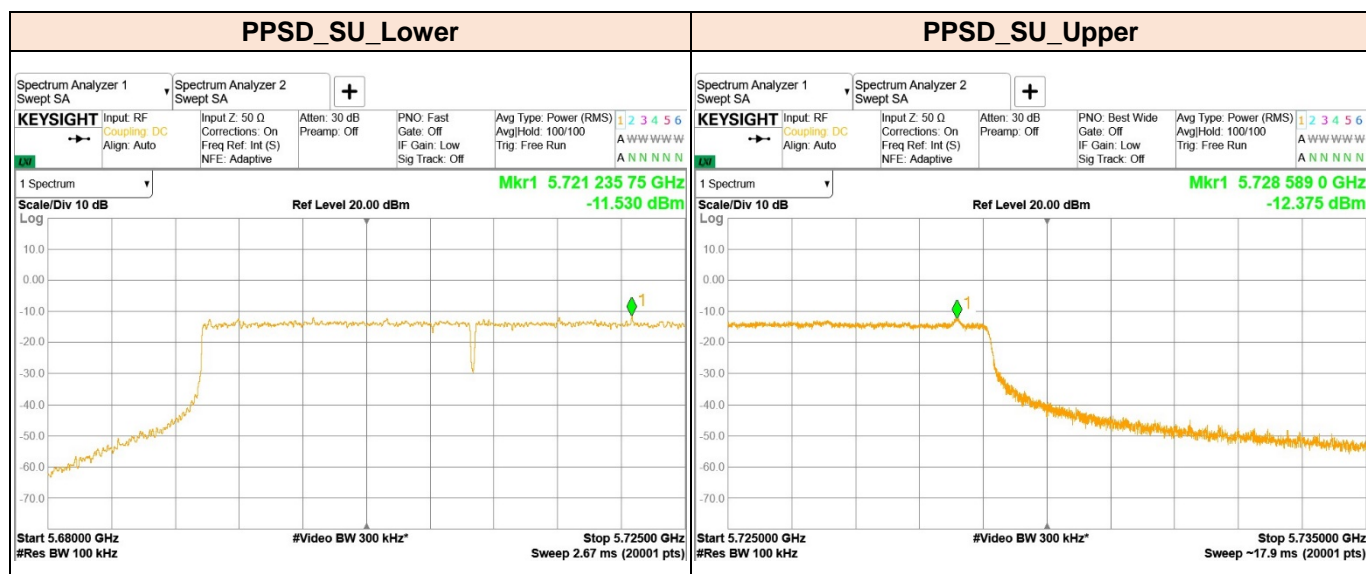 PPSD_SU_Lower
PPSD_SU_Upper
Spectrum Analyzer 1
Swept SA
Spectrum Analyzer 2
Swept SA
+
KEYSIGHT
LXI
Input: RF
Coupling: DC
Align: Auto
Input Z: 50 Ω
Corrections: On
Freq Ref: Int (S)
NFE: Adaptive
Atten: 30 dB
Preamp: Off
PNO: Fast
Gate: Off
IF Gain: Low
Sig Track: Off
Avg Type: Power (RMS)
Avg|Hold: 100/100
Trig: Free Run
1 2 3 4 5 6
A W W W W W
A N N N N N
1 Spectrum
Scale/Div 10 dB
Ref Level 20.00 dBm
Mkr1 5.721 235 75 GHz
-11.530 dBm
Log
10.0
0.00
1
-10.0
-20.0
-30.0
-40.0
-50.0
-60.0
-70.0
Start 5.68000 GHz
#Video BW 300 kHz*
Stop 5.72500 GHz
#Res BW 100 kHz
Sweep 2.67 ms (20001 pts)
Spectrum Analyzer 1
Swept SA
Spectrum Analyzer 2
Swept SA
+
KEYSIGHT
LXI
Input: RF
Coupling: DC
Align: Auto
Input Z: 50 Ω
Corrections: On
Freq Ref: Int (S)
NFE: Adaptive
Atten: 30 dB
Preamp: Off
PNO: Best Wide
Gate: Off
IF Gain: Low
Sig Track: Off
Avg Type: Power (RMS)
Avg|Hold: 100/100
Trig: Free Run
1 2 3 4 5 6
A W W W W W
A N N N N N
1 Spectrum
Scale/Div 10 dB
Ref Level 20.00 dBm
Mkr1 5.728 589 0 GHz
-12.375 dBm
Log
10.0
0.00
1
-10.0
-20.0
-30.0
-40.0
-50.0
-60.0
-70.0
Start 5.725000 GHz
#Video BW 300 kHz*
Stop 5.735000 GHz
#Res BW 100 kHz
Sweep ~17.9 ms (20001 pts)